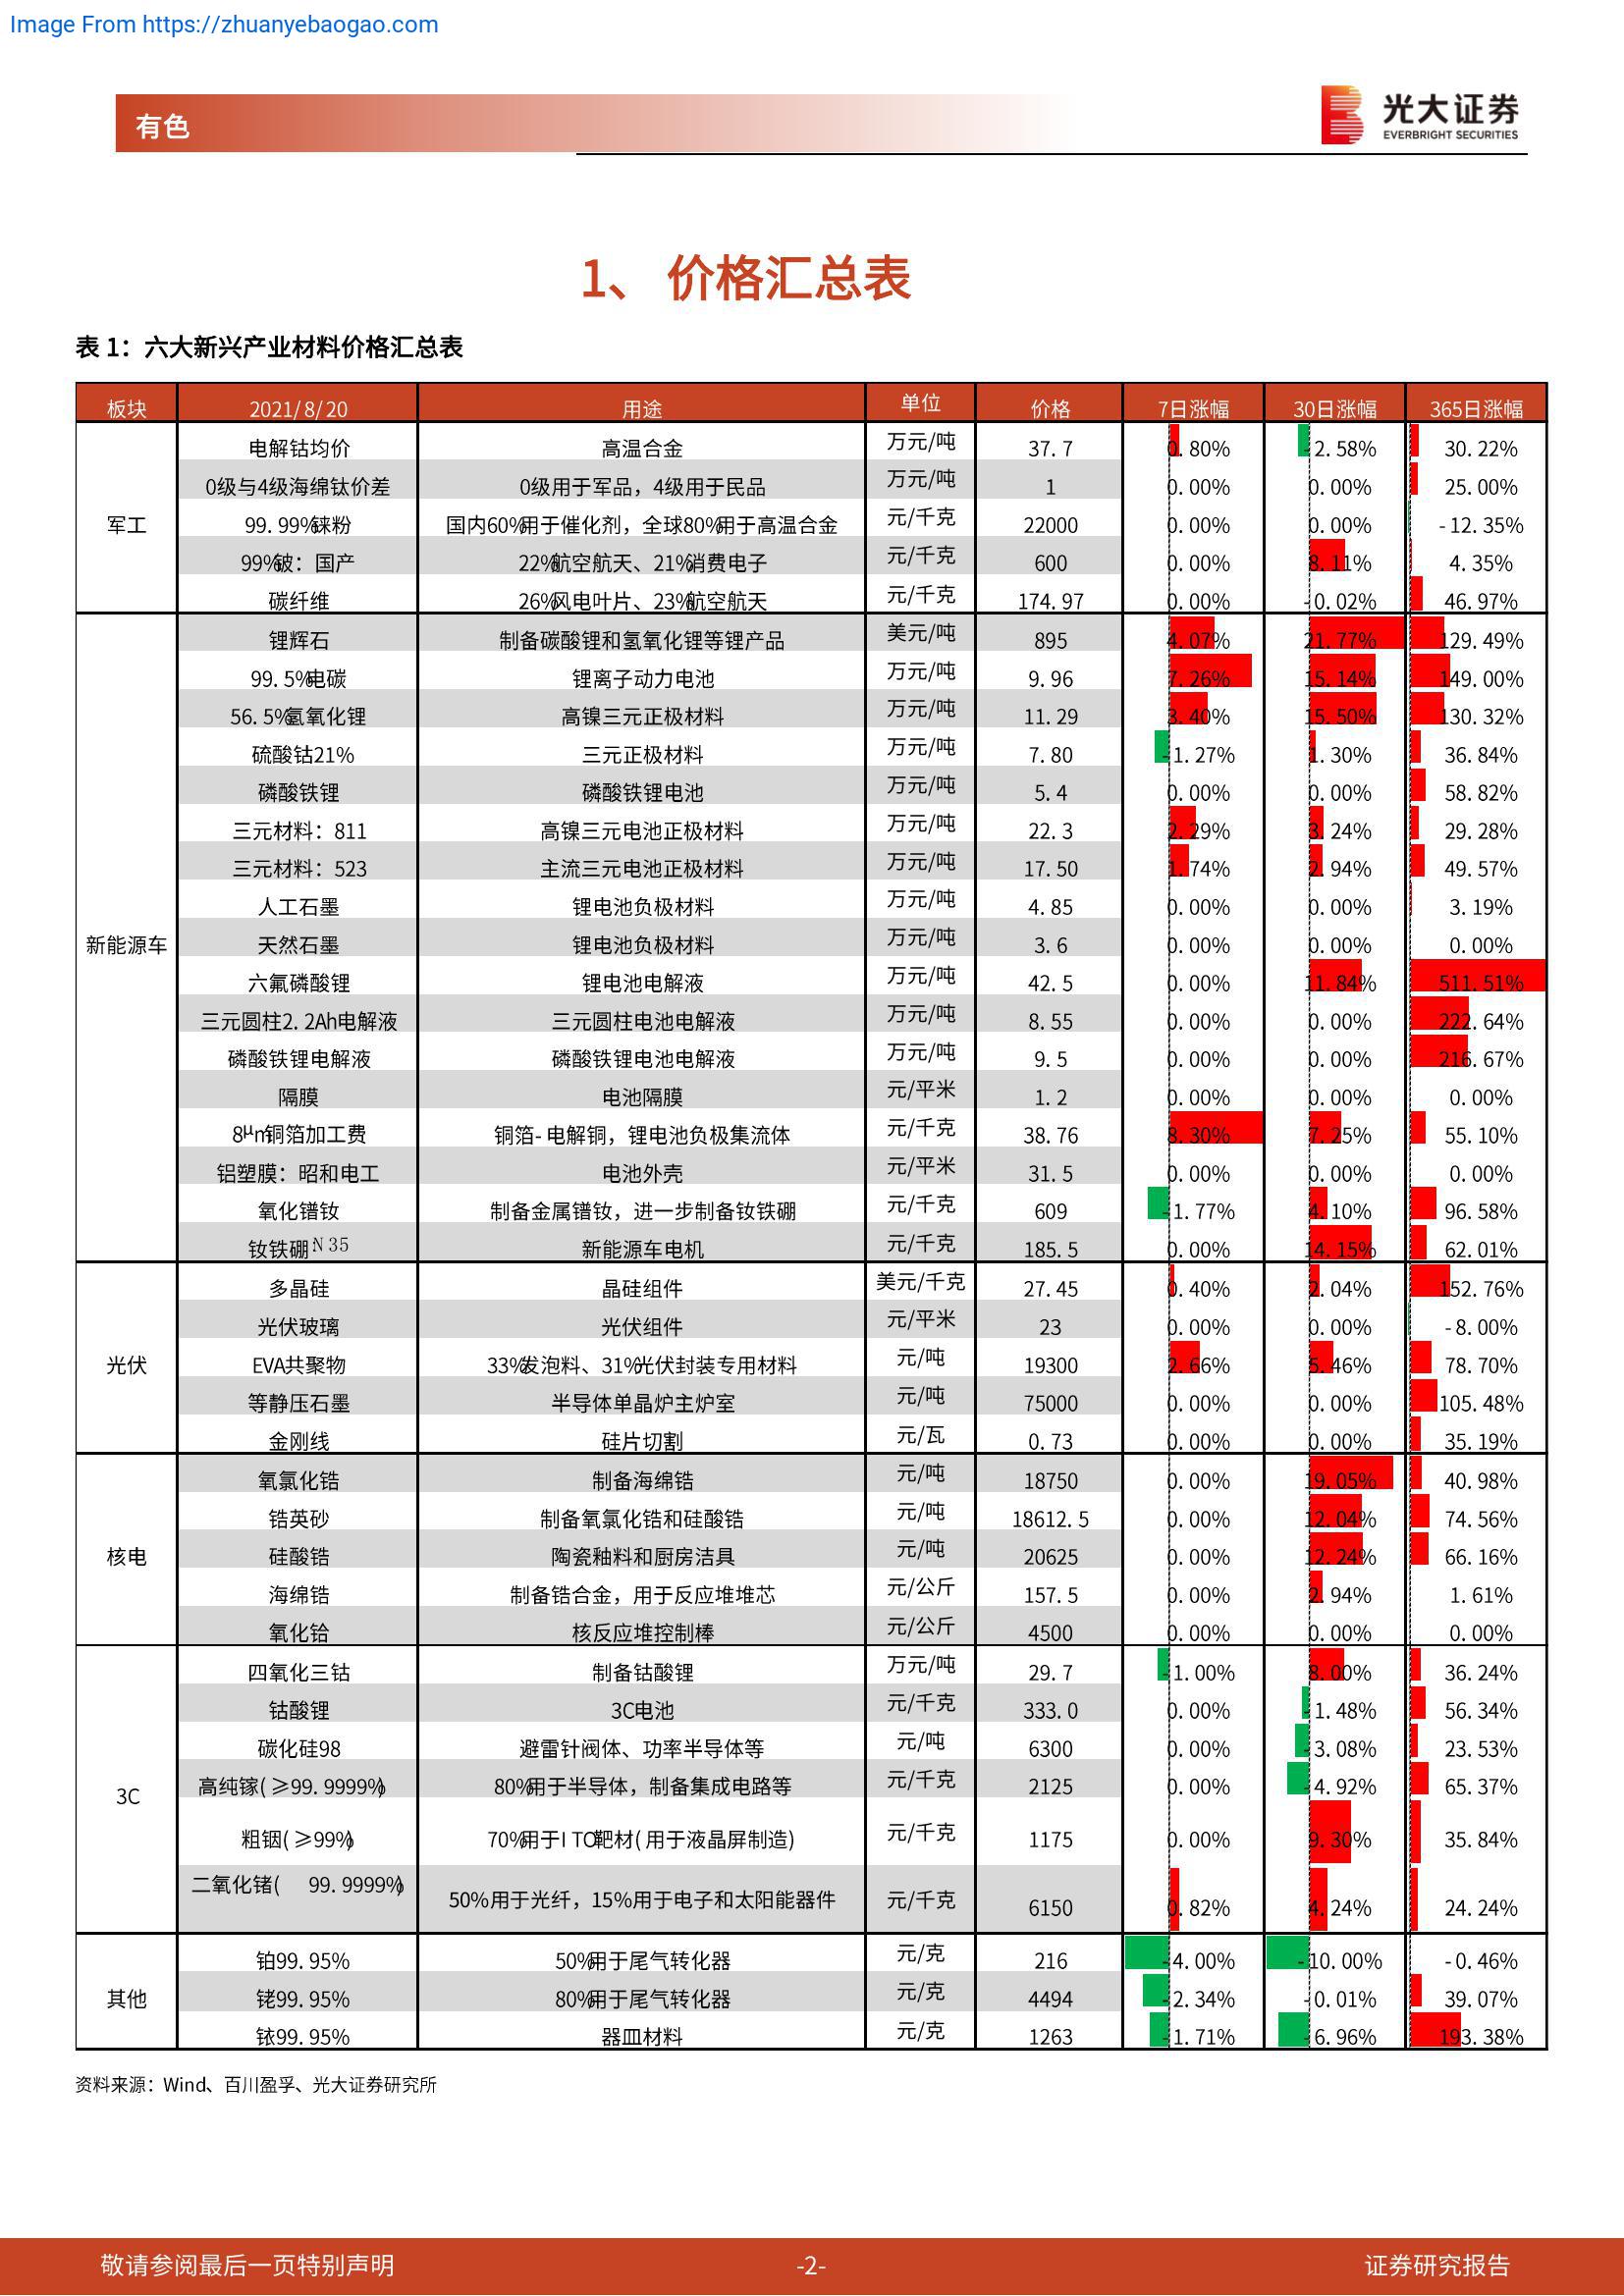 Image From https://zhuanyebaogao.com
有色
光大证券
EVERBRIGHT SECURITIES
1、 价格汇总表
表 1：六大新兴产业材料价格汇总表
板块 2021/8/20 用途 单位 价格 7日涨幅 30日涨幅 365日涨幅
军工
电解钴均价 高温合金 万元/吨 37.7 0.80% -2.58% 30.22%
0级与4级海绵钛价差 0级用于军品，4级用于民品 万元/吨 1 0.00% 0.00% 25.00%
99.99%铼粉 国内60%用于催化剂，全球80%用于高温合金 元/千克 22000 0.00% 0.00% -12.35%
99%铍：国产 22%航空航天、21%消费电子 元/千克 600 0.00% 8.11% 4.35%
碳纤维 26%风电叶片、23%航空航天 元/千克 174.97 0.00% -0.02% 46.97%
新能源车
锂辉石 制备碳酸锂和氢氧化锂等锂产品 美元/吨 895 4.07% 21.77% 129.49%
99.5%电碳 锂离子动力电池 万元/吨 9.96 7.26% 15.14% 149.00%
56.5%氢氧化锂 高镍三元正极材料 万元/吨 11.29 3.40% 15.50% 130.32%
硫酸钴21% 三元正极材料 万元/吨 7.80 -1.27% 1.30% 36.84%
磷酸铁锂 磷酸铁锂电池 万元/吨 5.4 0.00% 0.00% 58.82%
三元材料：811 高镍三元电池正极材料 万元/吨 22.3 2.29% 3.24% 29.28%
三元材料：523 主流三元电池正极材料 万元/吨 17.50 1.74% 2.94% 49.57%
人工石墨 锂电池负极材料 万元/吨 4.85 0.00% 0.00% 3.19%
天然石墨 锂电池负极材料 万元/吨 3.6 0.00% 0.00% 0.00%
六氟磷酸锂 锂电池电解液 万元/吨 42.5 0.00% 11.84% 511.51%
三元圆柱2.2Ah电解液 三元圆柱电池电解液 万元/吨 8.55 0.00% 0.00% 222.64%
磷酸铁锂电解液 磷酸铁锂电池电解液 万元/吨 9.5 0.00% 0.00% 216.67%
隔膜 电池隔膜 元/平米 1.2 0.00% 0.00% 0.00%
8μm铜箔加工费 铜箔-电解铜，锂电池负极集流体 元/千克 38.76 8.30% 7.25% 55.10%
铝塑膜：昭和电工 电池外壳 元/平米 31.5 0.00% 0.00% 0.00%
氧化镨钕 制备金属镨钕，进一步制备钕铁硼 元/千克 609 -1.77% 4.10% 96.58%
钕铁硼N35 新能源车电机 元/千克 185.5 0.00% 14.15% 62.01%
光伏
多晶硅 晶硅组件 美元/千克 27.45 0.40% 2.04% 152.76%
光伏玻璃 光伏组件 元/平米 23 0.00% 0.00% -8.00%
EVA共聚物 33%发泡料、31%光伏封装专用材料 元/吨 19300 2.66% 5.46% 78.70%
等静压石墨 半导体单晶炉主炉室 元/吨 75000 0.00% 0.00% 105.48%
金刚线 硅片切割 元/瓦 0.73 0.00% 0.00% 35.19%
核电
氧氯化锆 制备海绵锆 元/吨 18750 0.00% 19.05% 40.98%
锆英砂 制备氧氯化锆和硅酸锆 元/吨 18612.5 0.00% 12.04% 74.56%
硅酸锆 陶瓷釉料和厨房洁具 元/吨 20625 0.00% 12.24% 66.16%
海绵锆 制备锆合金，用于反应堆堆芯 元/公斤 157.5 0.00% 2.94% 1.61%
氧化铪 核反应堆控制棒 元/公斤 4500 0.00% 0.00% 0.00%
3C
四氧化三钴 制备钴酸锂 万元/吨 29.7 -1.00% 8.00% 36.24%
钴酸锂 3C电池 元/千克 333.0 0.00% -1.48% 56.34%
碳化硅98 避雷针阀体、功率半导体等 元/吨 6300 0.00% -3.08% 23.53%
高纯镓(≥99.9999%) 80%用于半导体，制备集成电路等 元/千克 2125 0.00% -4.92% 65.37%
粗铟(≥99%) 70%用于ITO靶材(用于液晶屏制造) 元/千克 1175 0.00% 9.30% 35.84%
二氧化锗( 99.9999%) 50%用于光纤，15%用于电子和太阳能器件 元/千克 6150 0.82% 4.24% 24.24%
其他
铂99.95% 50%用于尾气转化器 元/克 216 -4.00% -10.00% -0.46%
铑99.95% 80%用于尾气转化器 元/克 4494 -2.34% -0.01% 39.07%
铱99.95% 器皿材料 元/克 1263 -1.71% -6.96% 193.38%
资料来源：Wind、百川盈孚、光大证券研究所
敬请参阅最后一页特别声明 -2- 证券研究报告